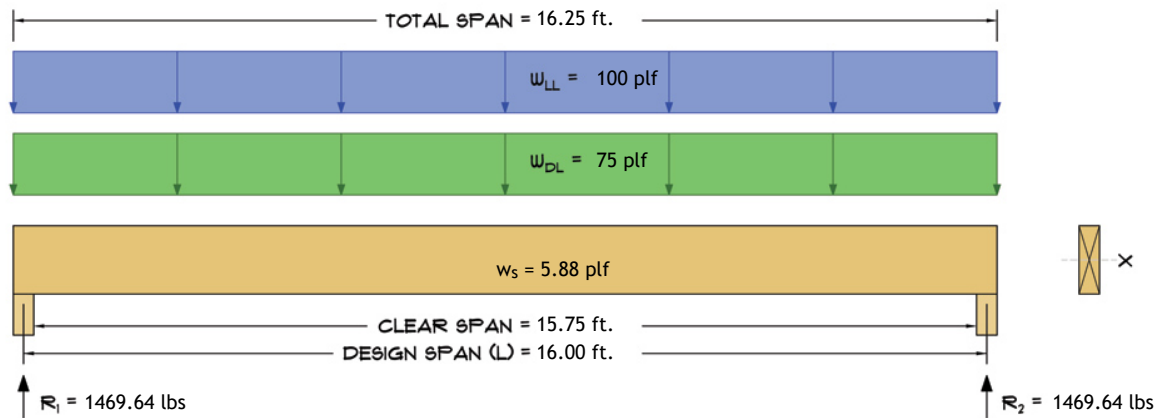 TOTAL SPAN = 16.25 ft.
WLL = 100 plf
WDL = 75 plf
ws = 5.88 plf
X
CLEAR SPAN = 15.75 ft.
DESIGN SPAN (L) = 16.00 ft.
R1 = 1469.64 lbs
R2 = 1469.64 lbs